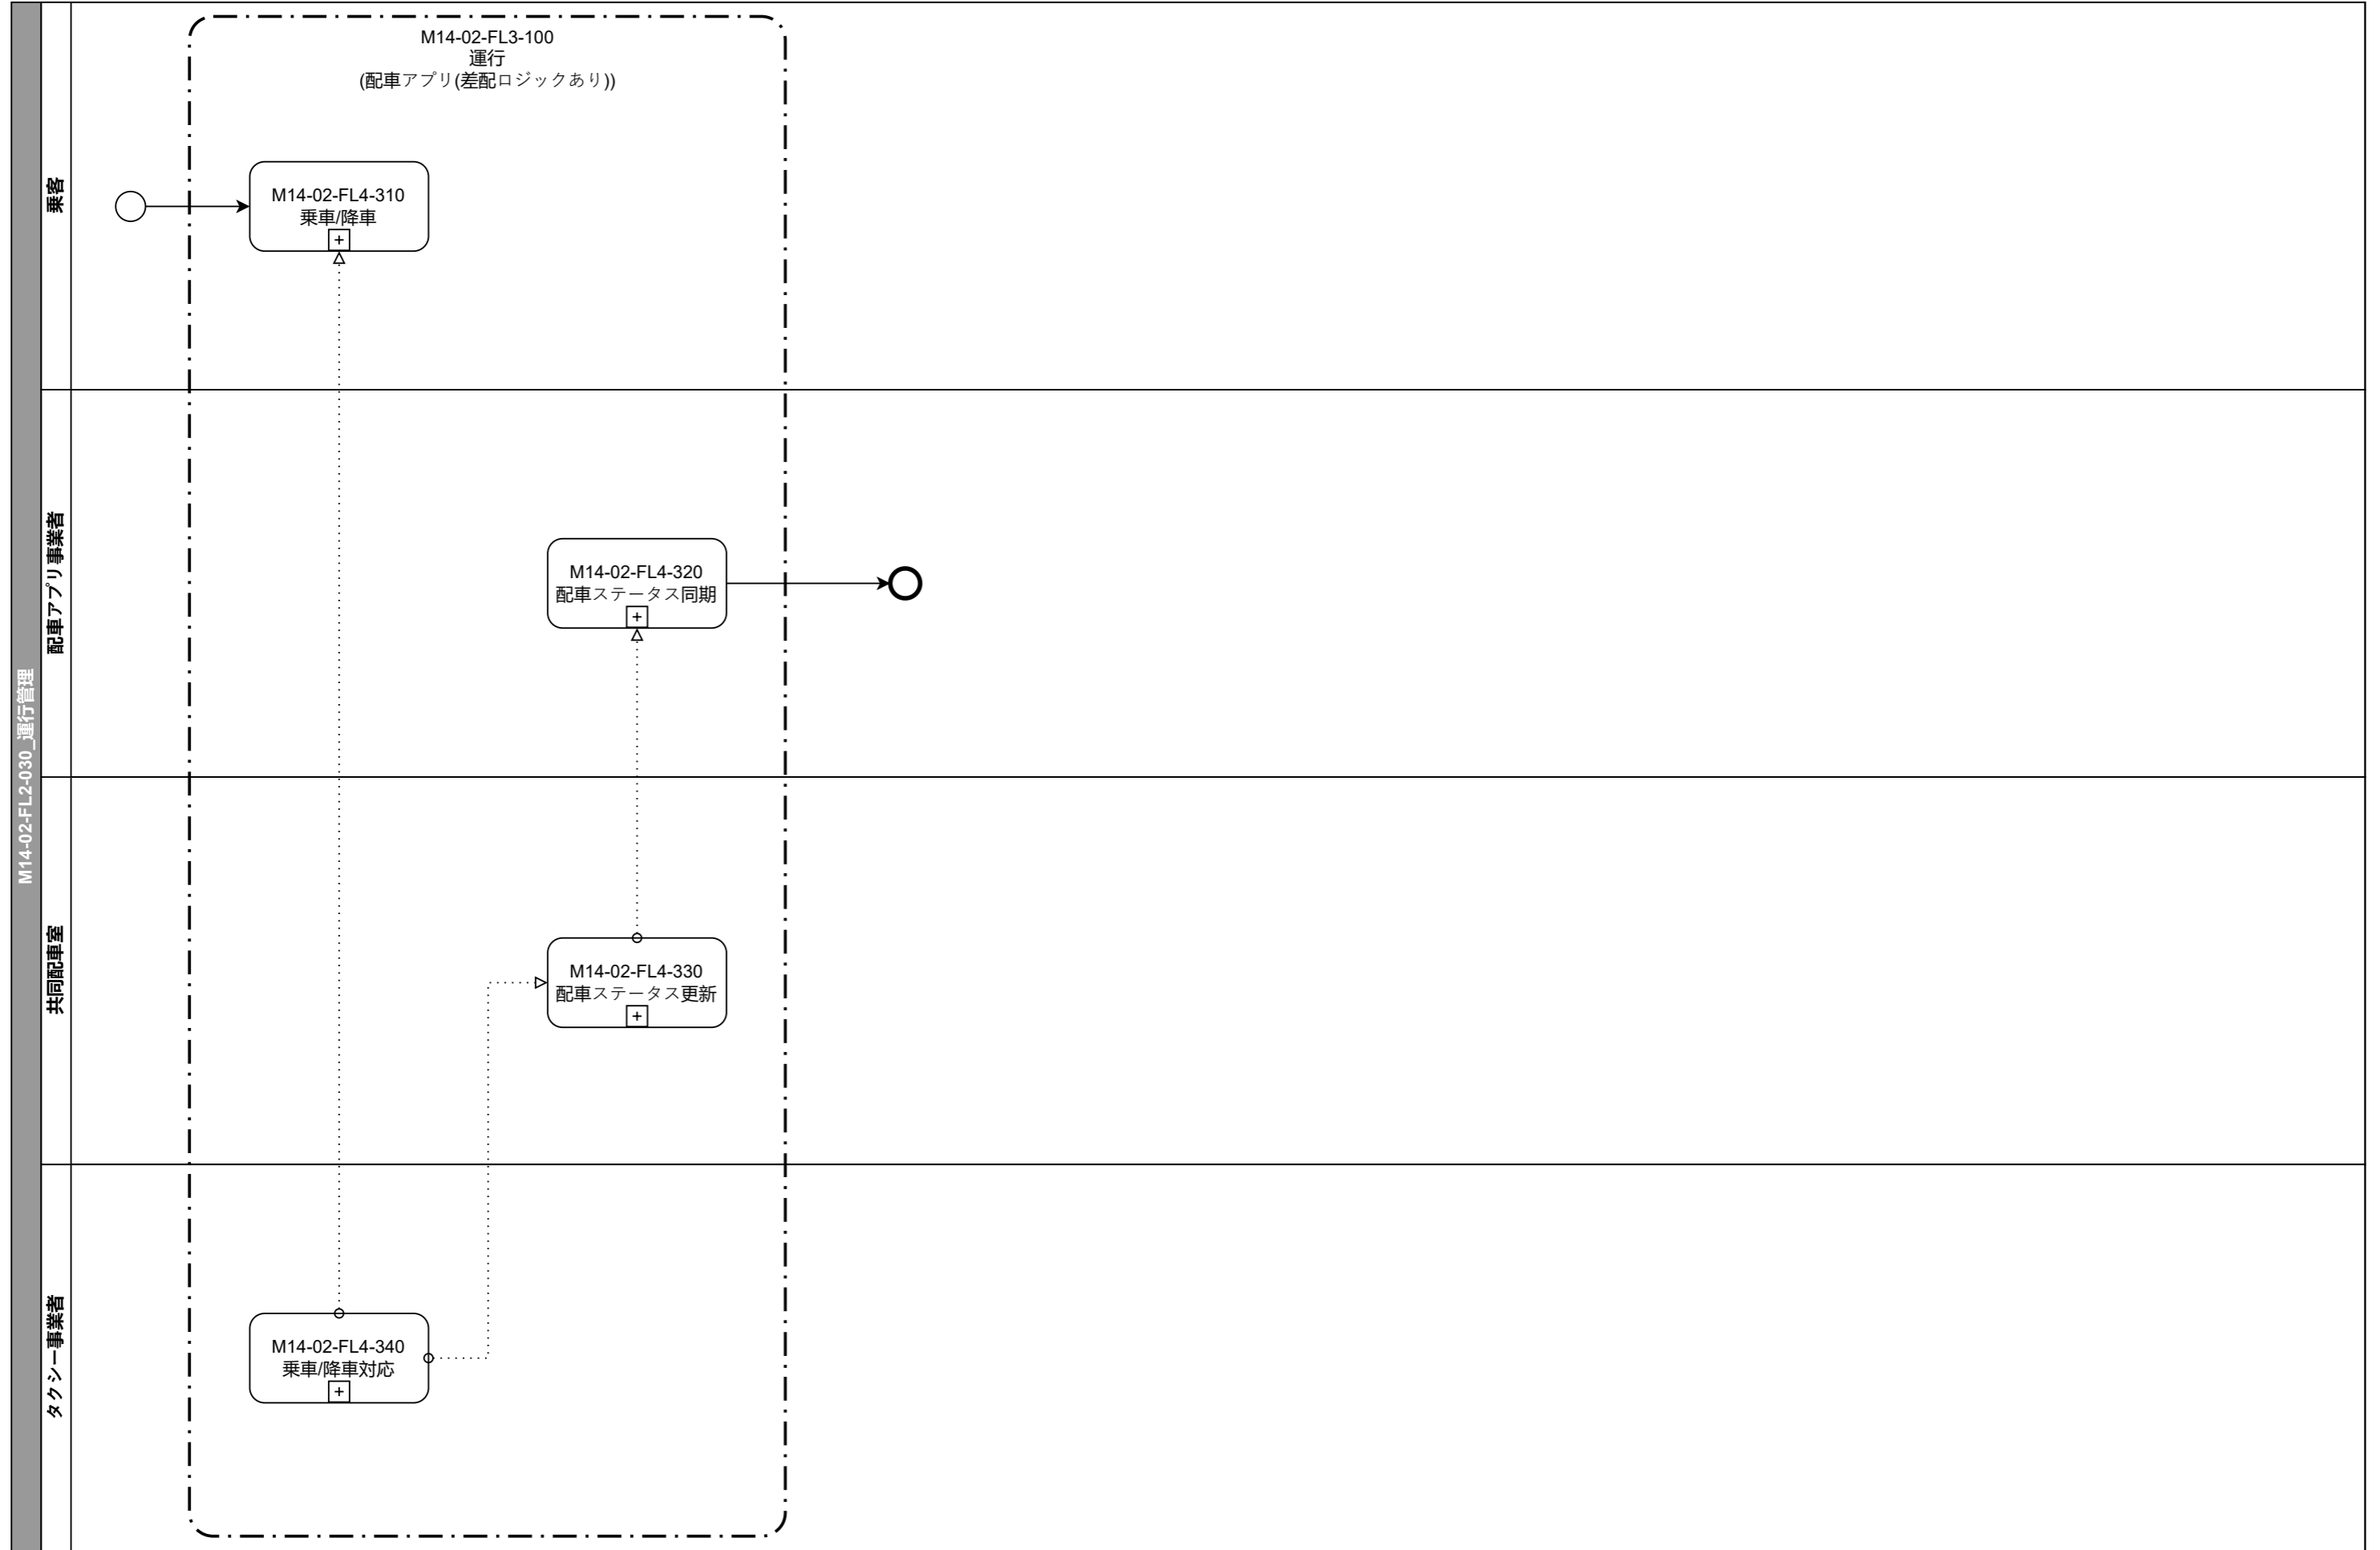 M14-02-FL2-030_運行管理
乗客
M14-02-FL3-100
運行
(配車アプリ(差配ロジックあり))
M14-02-FL4-310
乗車/降車
配車アプリ事業者
M14-02-FL4-320
配車ステータス同期
共同配車室
M14-02-FL4-330
配車ステータス更新
タクシー事業者
M14-02-FL4-340
乗車/降車対応